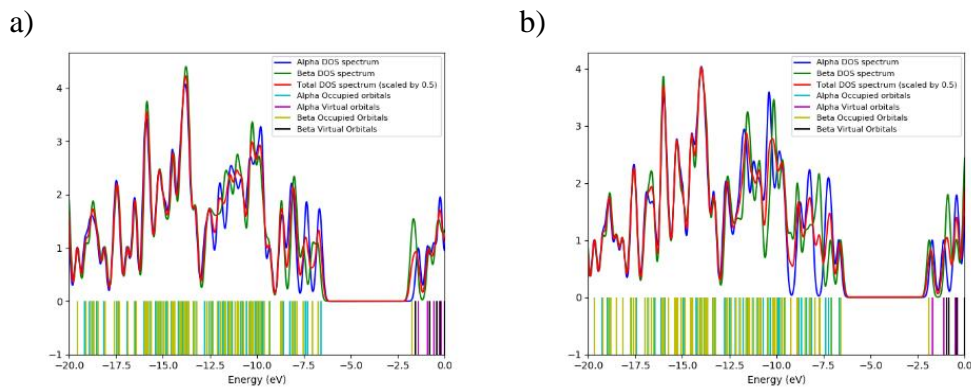 a)
b)
Alpha DOS spectrum
Beta DOS spectrum
Total DOS spectrum (scaled by 0.5)
Alpha Occupied orbitals
Alpha Virtual orbitals
Beta Occupied Orbitals
Beta Virtual Orbitals
4
3
2
1
0
−1
−20.0 −17.5 −15.0 −12.5 −10.0 −7.5 −5.0 −2.5 0.0
Energy (eV)
Alpha DOS spectrum
Beta DOS spectrum
Total DOS spectrum (scaled by 0.5)
Alpha Occupied orbitals
Alpha Virtual orbitals
Beta Occupied Orbitals
Beta Virtual Orbitals
4
3
2
1
0
−1
−20.0 −17.5 −15.0 −12.5 −10.0 −7.5 −5.0 −2.5 0.0
Energy (eV)